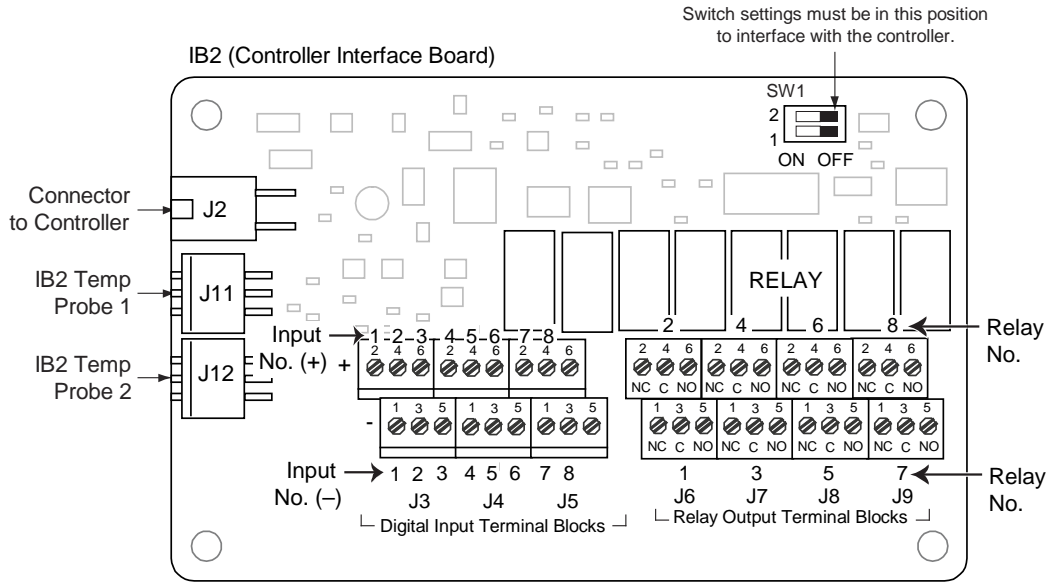 Switch settings must be in this position
to interface with the controller.
IB2 (Controller Interface Board)
SW1
2
1
ON OFF
Connector
to Controller
J2
IB2 Temp
Probe 1
J11
IB2 Temp
Probe 2
J12
RELAY
Input
No. (+)
1 2 3 4 5 6 7 8
2 4 6 8
Relay
No.
+
2 4 6 2 4 6 2 4 6
2 4 6 2 4 6 2 4 6 2 4 6
NC C NO NC C NO NC C NO NC C NO
-
1 3 5 1 3 5 1 3 5
1 3 5 1 3 5 1 3 5 1 3 5
NC C NO NC C NO NC C NO NC C NO
Input
No. (–)
1 2 3 4 5 6 7 8
1 3 5 7
Relay
No.
J3 J4 J5
J6 J7 J8 J9
Digital Input Terminal Blocks
Relay Output Terminal Blocks